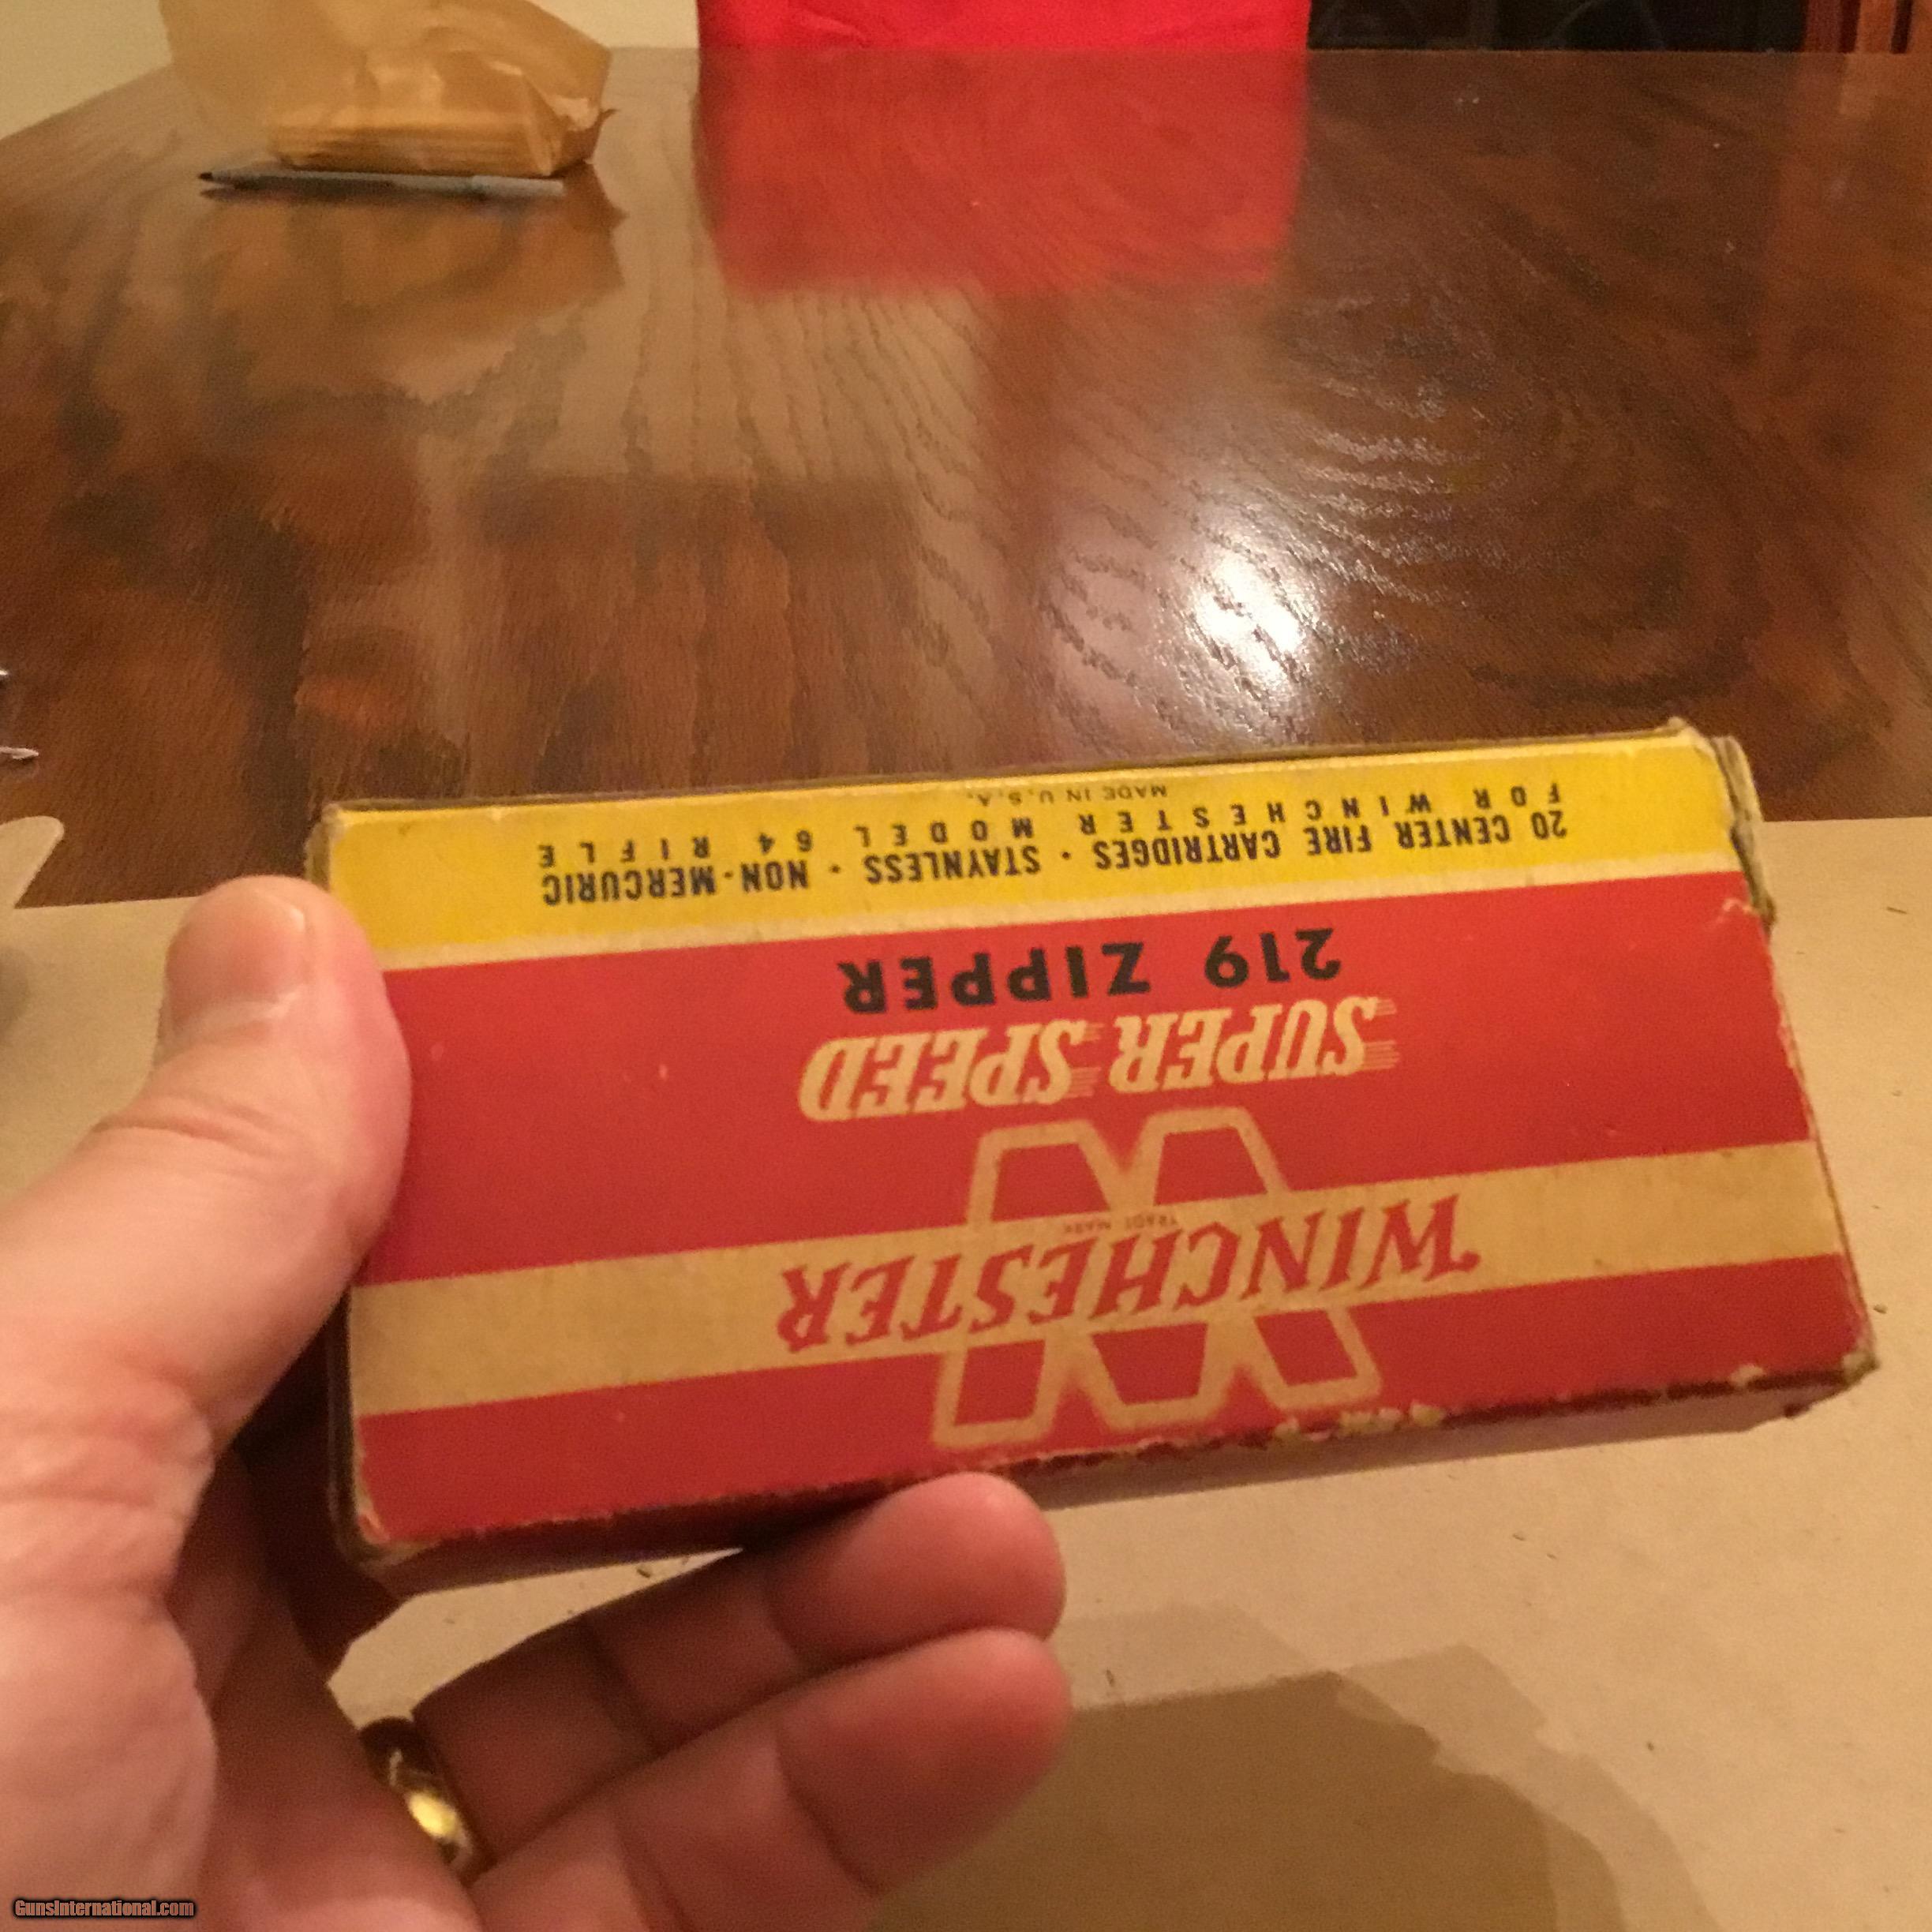 WINCHESTER
TRADE MARK
SUPER SPEED
219 ZIPPER
20 CENTER FIRE CARTRIDGES · STAYNLESS · NON-MERCURIC
FOR WINCHESTER MODEL 64 RIFLE
MADE IN U.S.A.
GunsInternational.com